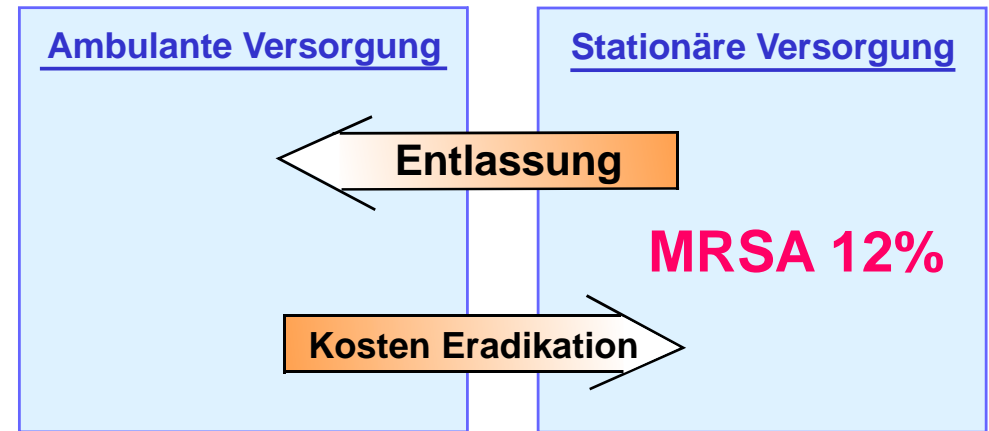 Ambulante Versorgung
Stationäre Versorgung
Entlassung
MRSA 12%
Kosten Eradikation